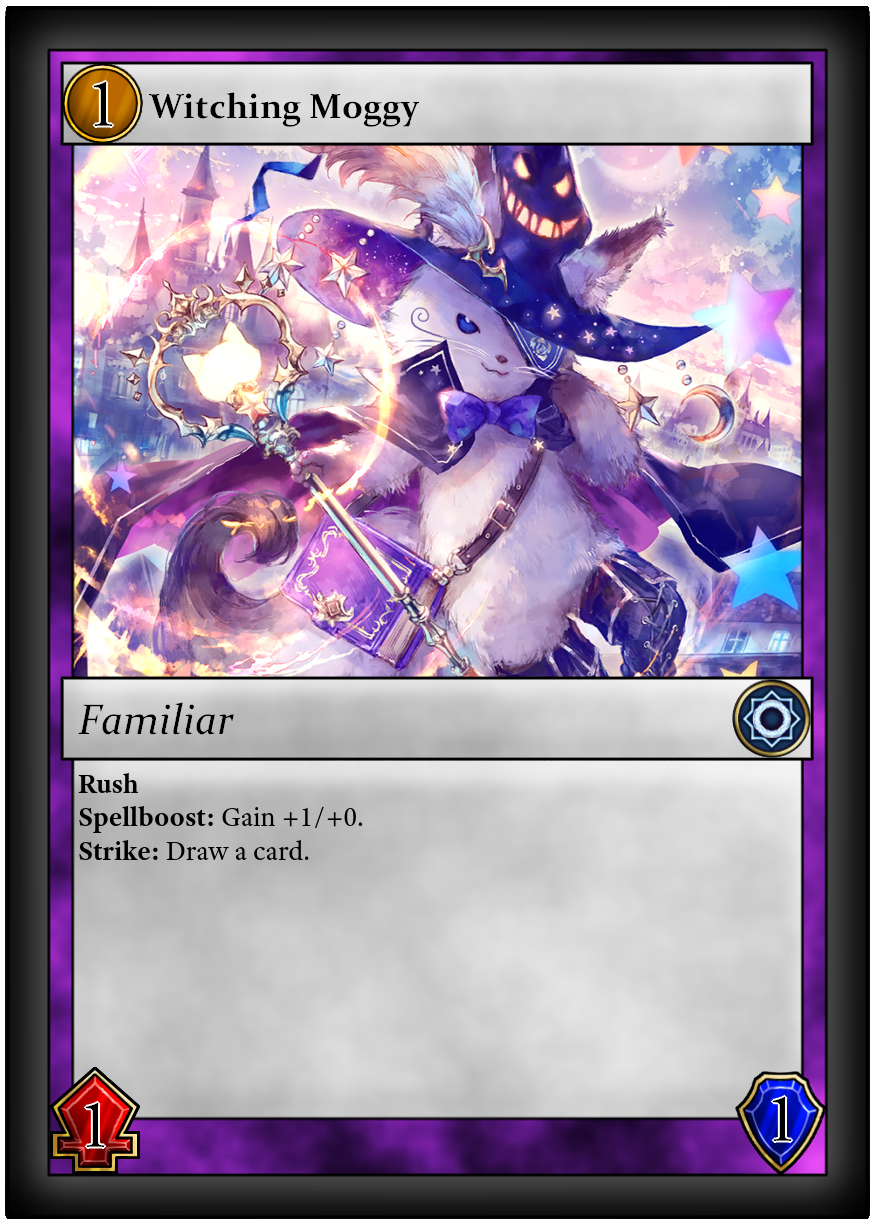 1 Witching Moggy
Familiar
Rush
Spellboost: Gain +1/+0.
Strike: Draw a card.
1 1